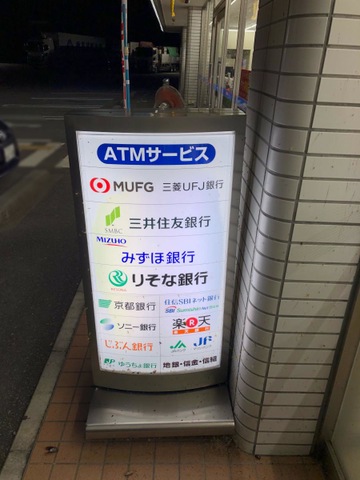 ATMサービス
MUFG 三菱UFJ銀行
SMBC 三井住友銀行
MIZUHO
みずほ銀行
りそな銀行
京都銀行
住信SBIネット銀行
SBI
ソニー銀行
楽R天
じぶん銀行
JA JR
ゆうちょ銀行 地銀・信金・信組